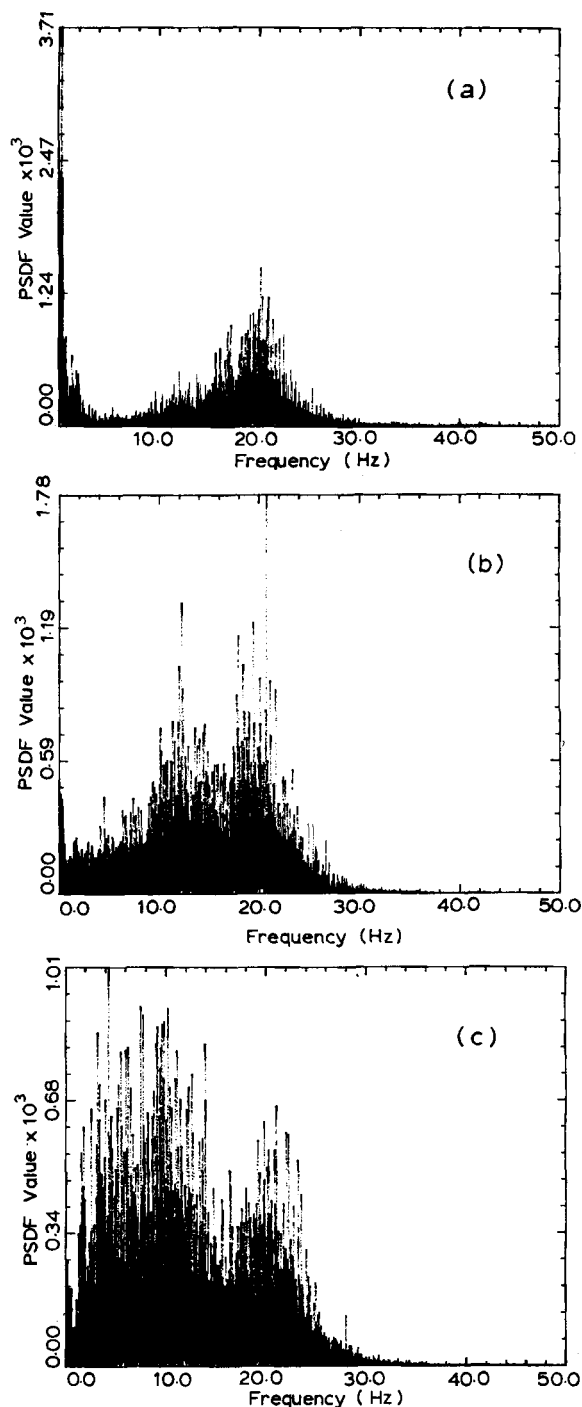 (a)
PSDF Value x10³
3.71
2.47
1.24
0.00
10.0 20.0 30.0 40.0 50.0
Frequency (Hz)
(b)
PSDF Value x 10³
1.78
1.19
0.59
0.00
0.0 10.0 20.0 30.0 40.0 50.0
Frequency (Hz)
(c)
PSDF Value x 10³
1.01
0.68
0.34
0.00
0.0 10.0 20.0 30.0 40.0 50.0
Frequency (Hz)